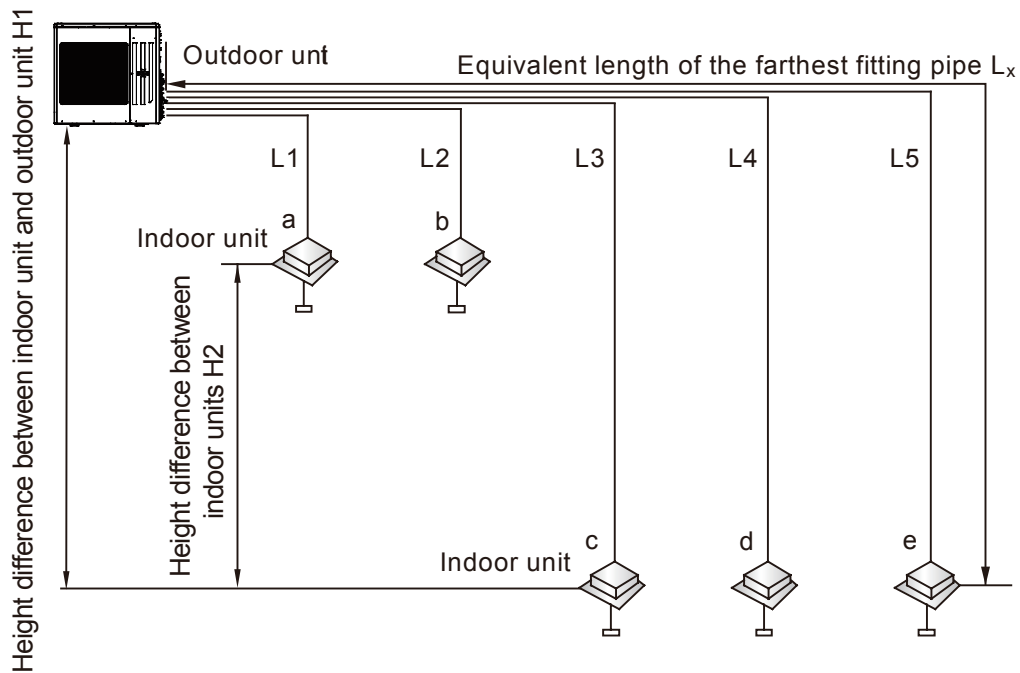 Height difference between indoor unit and outdoor unit H1
Outdoor unt
Equivalent length of the farthest fitting pipe Lx
L1
L2
L3
L4
L5
a
b
Indoor unit
Height difference between
indoor units H2
c
d
e
Indoor unit